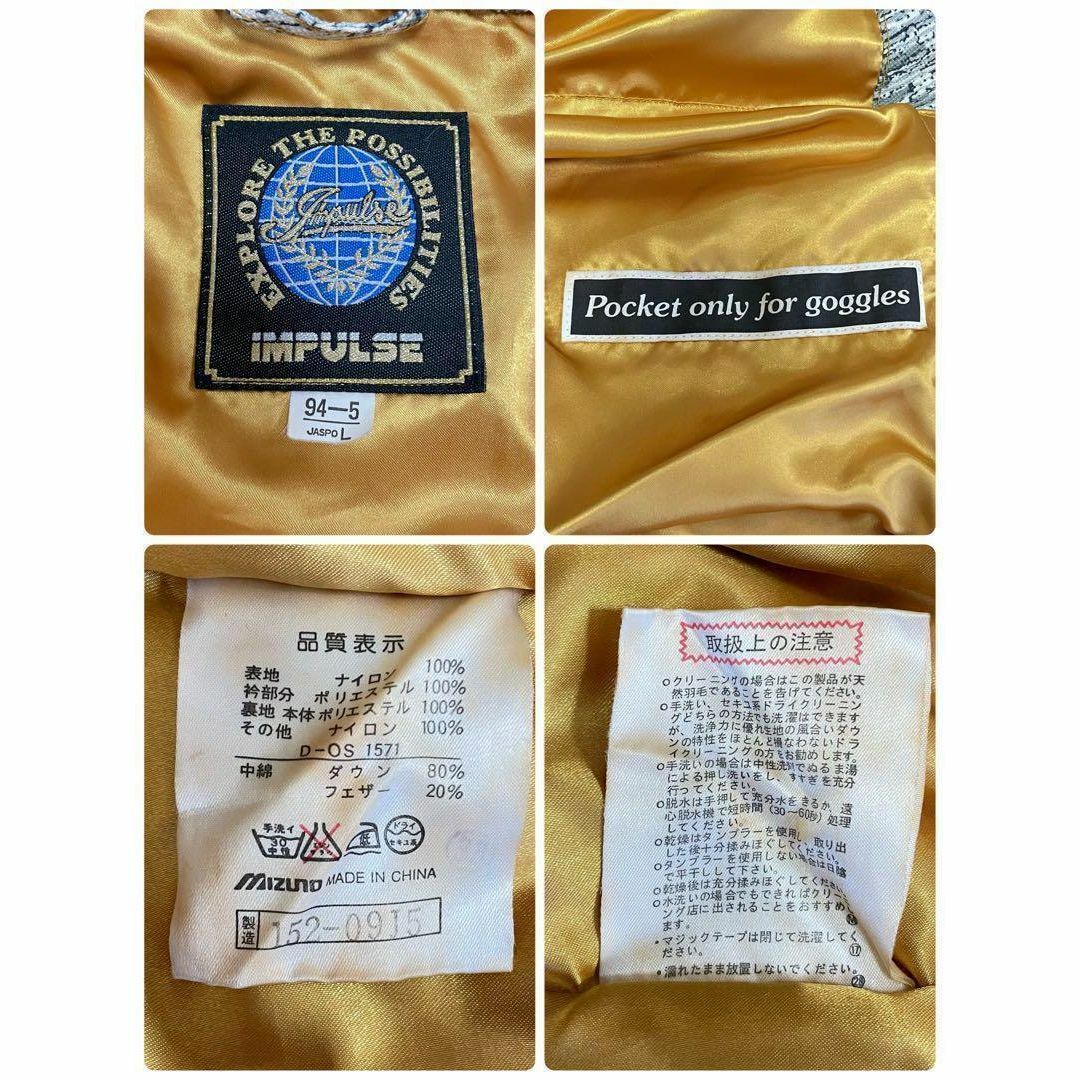 EXPLORE THE POSSIBILITIES
Impulse
IMPULSE
94-5
JASPO L
Pocket only for goggles
品質表示
表地 ナイロン 100%
衿部分 ポリエステル 100%
裏地 本体 ポリエステル 100%
その他 ナイロン 100%
D-OS 1571
中綿 ダウン 80%
フェザー 20%
手洗イ
30
中性
低
ドライ
セキユ系
MIZUNO MADE IN CHINA
製造 152-0915
取扱上の注意
○クリーニングの場合はこの製品が天
然羽毛であることを告げてください。
○手洗い、セキユ系ドライクリーニン
グどちらの方法でも洗濯はできます
が、洗浄力に優れ生地の風合いダウ
ンの特性をほとんど損なわないドラ
イクリーニングの方をお勧めします。
○手洗いの場合は中性洗剤でぬるま湯
による押し洗いをし、すすぎを充分
行ってください。
○脱水は手押しで充分水をきるか、遠
心脱水機で短時間(30〜60秒)処理
してください。
○乾燥はタンブラーを使用し、取り出
した後十分揉みほぐしてください。
○タンブラーを使用しない場合は日陰
で平干しして下さい。
○乾燥後は充分揉みほぐしてください。
○水洗いの場合でもできればクリーニ
ング店に出されることをおすすめし
ます。
・マジックテープは閉じて洗濯してく
ださい。 ⑰
・濡れたまま放置しないでください。